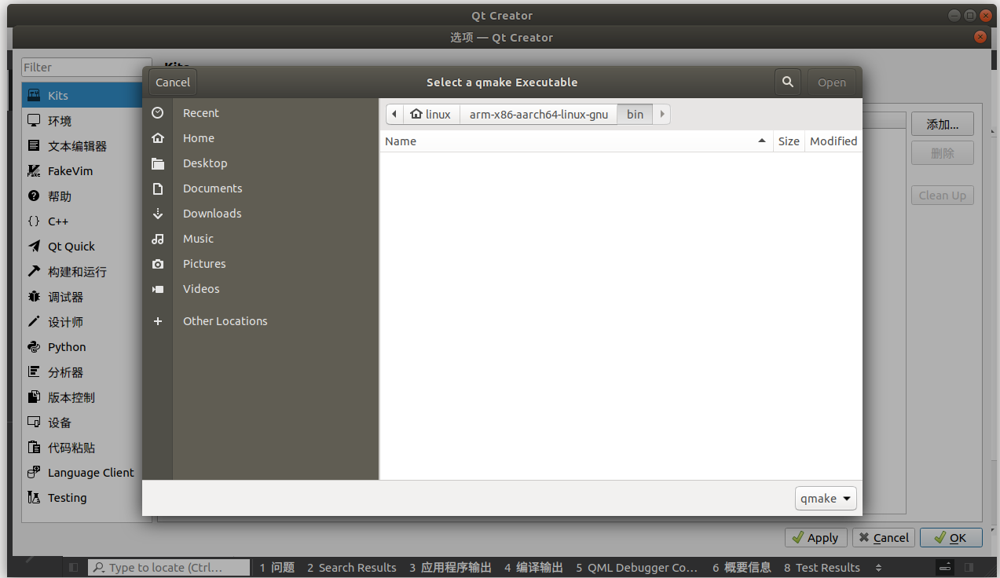 Qt Creator
选项 — Qt Creator
Filter
Kits
Kits
环境
文本编辑器
FakeVim
帮助
C++
Qt Quick
构建和运行
调试器
设计师
Python
分析器
版本控制
设备
代码粘贴
Language Client
Testing
Cancel
Select a qmake Executable
Open
Recent
Home
Desktop
Documents
Downloads
Music
Pictures
Videos
Other Locations
linux arm-x86-aarch64-linux-gnu bin
Name Size Modified
qmake
添加...
删除
Clean Up
Apply Cancel OK
Type to locate (Ctrl... 1 问题 2 Search Results 3 应用程序输出 4 编译输出 5 QML Debugger Co... 6 概要信息 8 Test Results